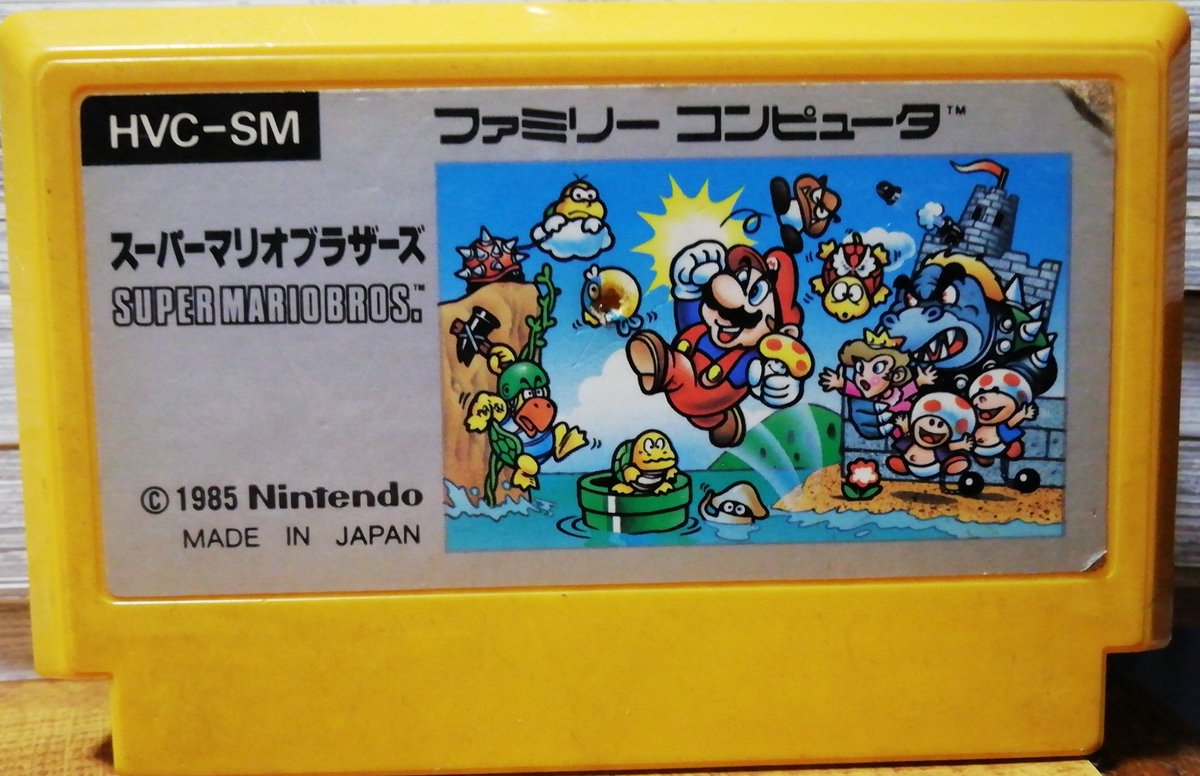 HVC-SM
ファミリー コンピュータ™
スーパーマリオブラザーズ
SUPER MARIO BROS.™
© 1985 Nintendo
MADE IN JAPAN